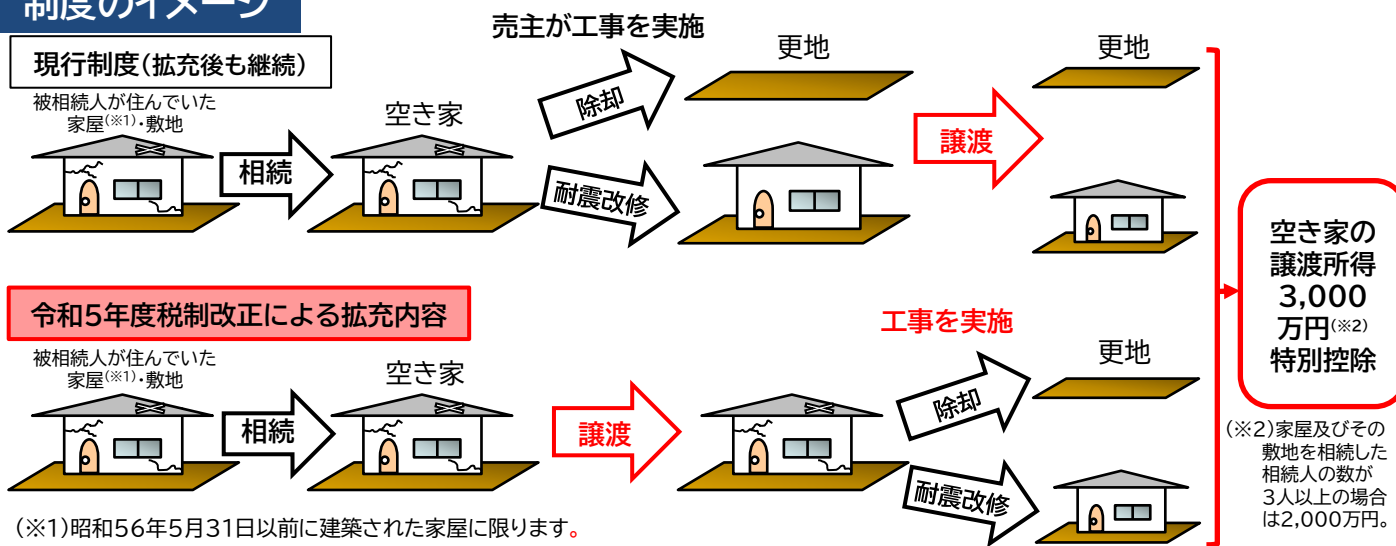 制度のイメージ
売主が工事を実施
現行制度(拡充後も継続)
被相続人が住んでいた
家屋(※1)・敷地
相続
空き家
除却
耐震改修
更地
譲渡
更地
令和5年度税制改正による拡充内容
被相続人が住んでいた
家屋(※1)・敷地
相続
空き家
譲渡
工事を実施
除却
耐震改修
更地
空き家の
譲渡所得
3,000
万円(※2)
特別控除
(※2)家屋及びその
敷地を相続した
相続人の数が
3人以上の場合
は2,000万円。
(※1)昭和56年5月31日以前に建築された家屋に限ります。